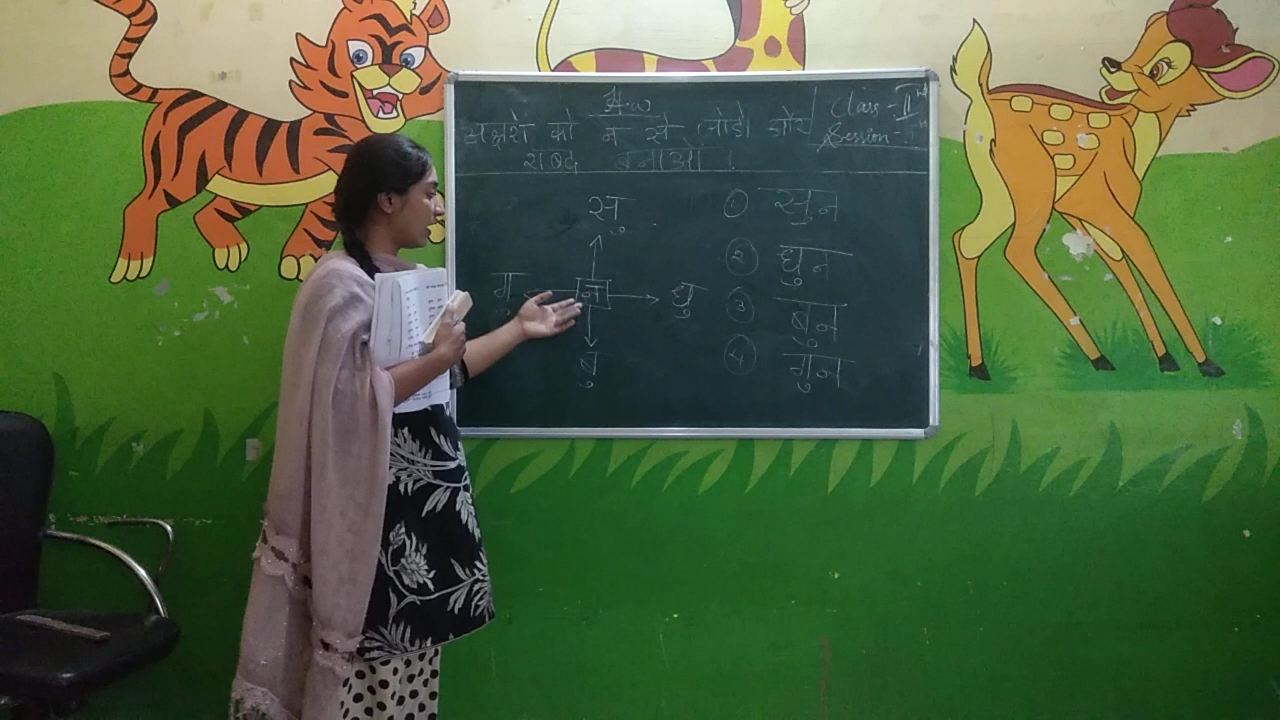 H.w
अक्षरों को न से जोडो और
शब्द बनाओ !
Class - II
Session -
सु
गु न धु
बु
① सुन
② धुन
③ बुन
④ गुन